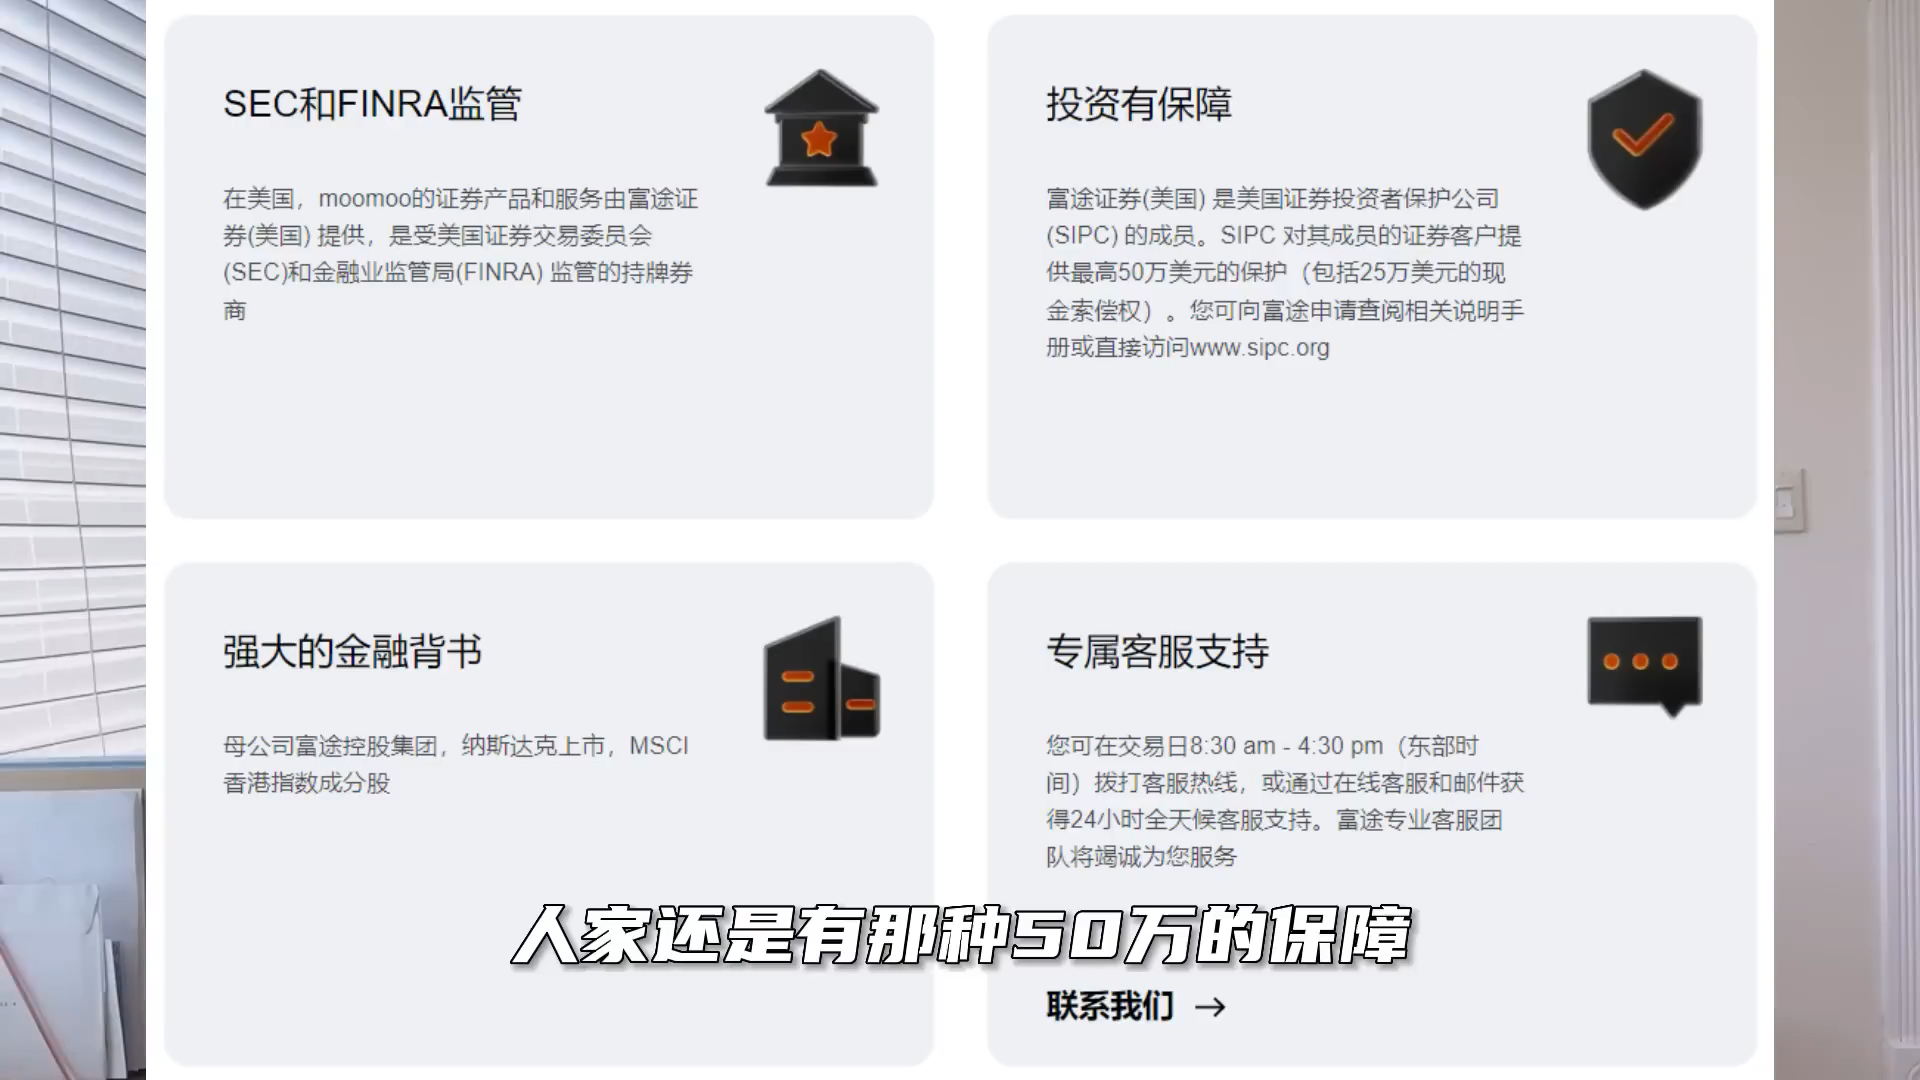 SEC和FINRA监管
在美国，moomoo的证券产品和服务由富途证
券(美国) 提供，是受美国证券交易委员会
(SEC)和金融业监管局(FINRA) 监管的持牌券
商
投资有保障
富途证券(美国) 是美国证券投资者保护公司
(SIPC) 的成员。SIPC 对其成员的证券客户提
供最高50万美元的保护（包括25万美元的现
金索偿权）。您可向富途申请查阅相关说明手
册或直接访问www.sipc.org
强大的金融背书
母公司富途控股集团，纳斯达克上市，MSCI
香港指数成分股
专属客服支持
您可在交易日8:30 am - 4:30 pm（东部时
间）拨打客服热线，或通过在线客服和邮件获
得24小时全天候客服支持。富途专业客服团
队将竭诚为您服务
人家还是有那种50万的保障
联系我们 →